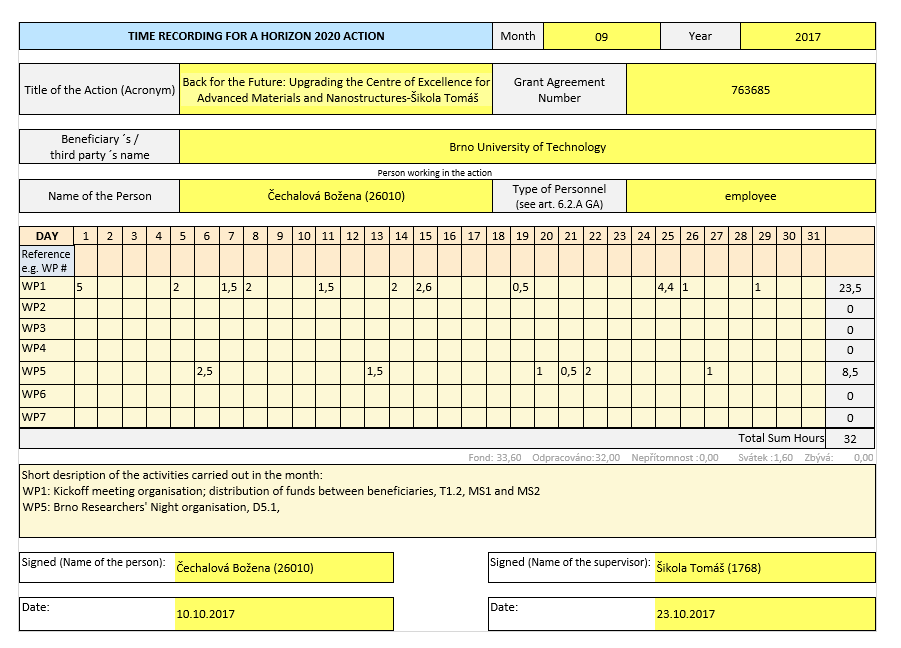 TIME RECORDING FOR A HORIZON 2020 ACTION Month 09 Year 2017
Title of the Action (Acronym) Back for the Future: Upgrading the Centre of Excellence for Advanced Materials and Nanostructures-Šikola Tomáš Grant Agreement Number 763685
Beneficiary ´s /
third party ´s name
Brno University of Technology
Person working in the action
Name of the Person Čechalová Božena (26010) Type of Personnel (see art. 6.2.A GA) employee
DAY 1 2 3 4 5 6 7 8 9 10 11 12 13 14 15 16 17 18 19 20 21 22 23 24 25 26 27 28 29 30 31
Reference
e.g. WP #
WP1 5 2 1,5 2 1,5 2 2,6 0,5 4,4 1 1 23,5
WP2 0
WP3 0
WP4 0
WP5 2,5 1,5 1 0,5 2 1 8,5
WP6 0
WP7 0
Total Sum Hours 32
Fond: 33,60 Odpracováno:32,00 Nepřítomnost :0,00 Svátek :1,60 Zbývá: 0,00
Short desription of the activities carried out in the month:
WP1: Kickoff meeting organisation; distribution of funds between beneficiaries, T1.2, MS1 and MS2
WP5: Brno Researchers' Night organisation, D5.1,
Signed (Name of the person): Čechalová Božena (26010) Signed (Name of the supervisor): Šikola Tomáš (1768)
Date: 10.10.2017 Date: 23.10.2017